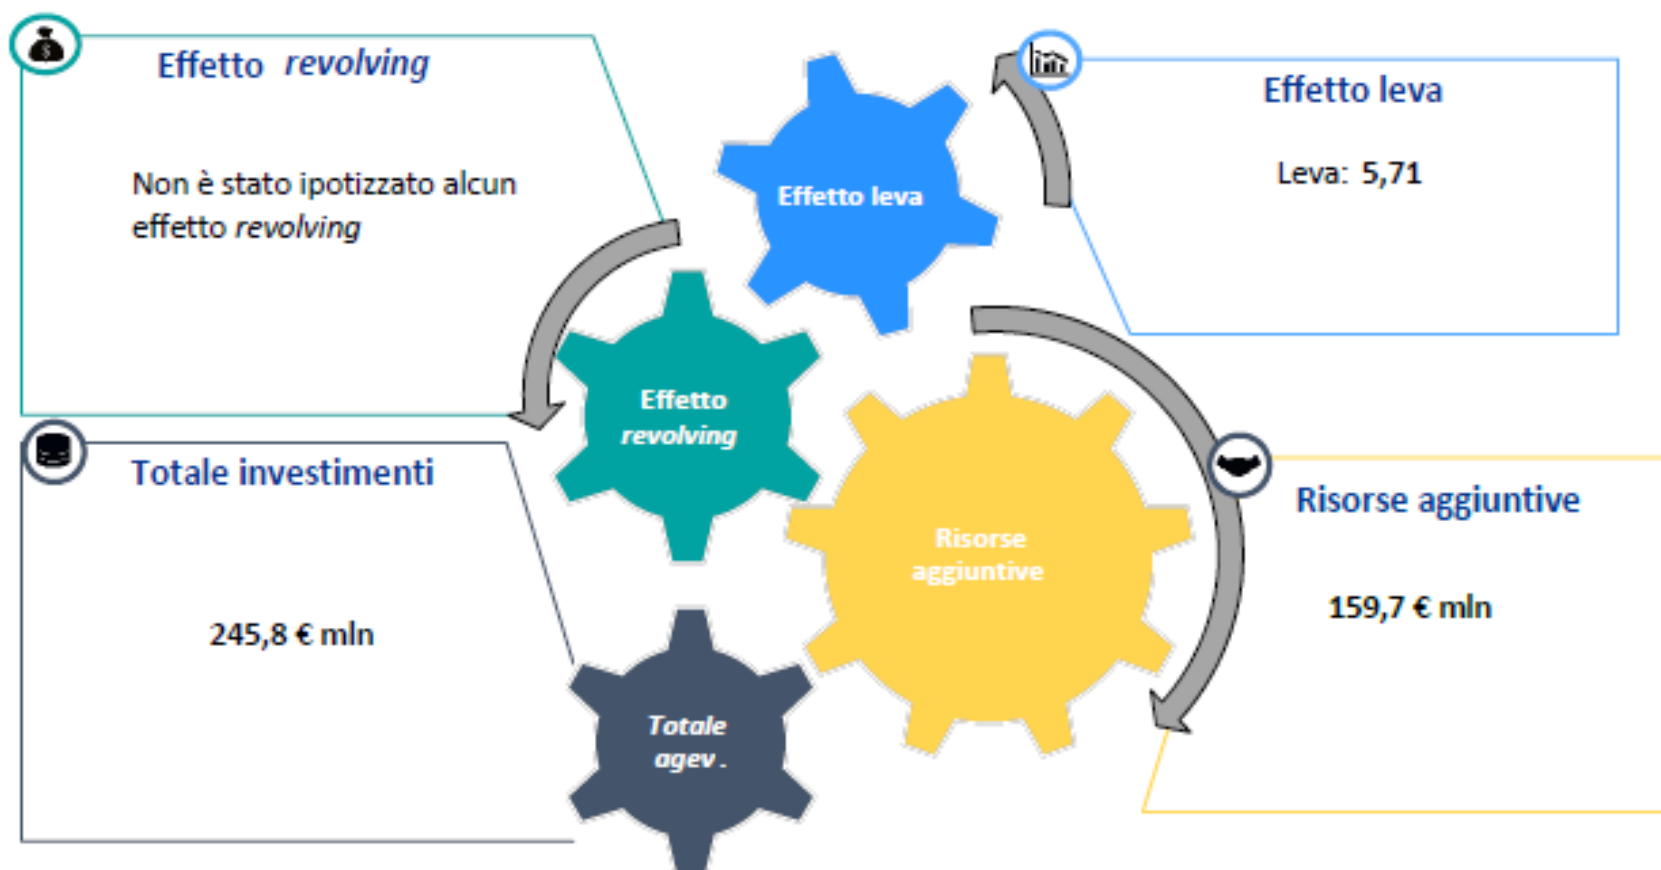 Effetto revolving
Non è stato ipotizzato alcun
effetto revolving
Effetto leva
Effetto leva
Leva: 5,71
Effetto
revolving
Totale investimenti
245,8 € mln
Risorse
aggiuntive
Risorse aggiuntive
159,7 € mln
Totale
agev .